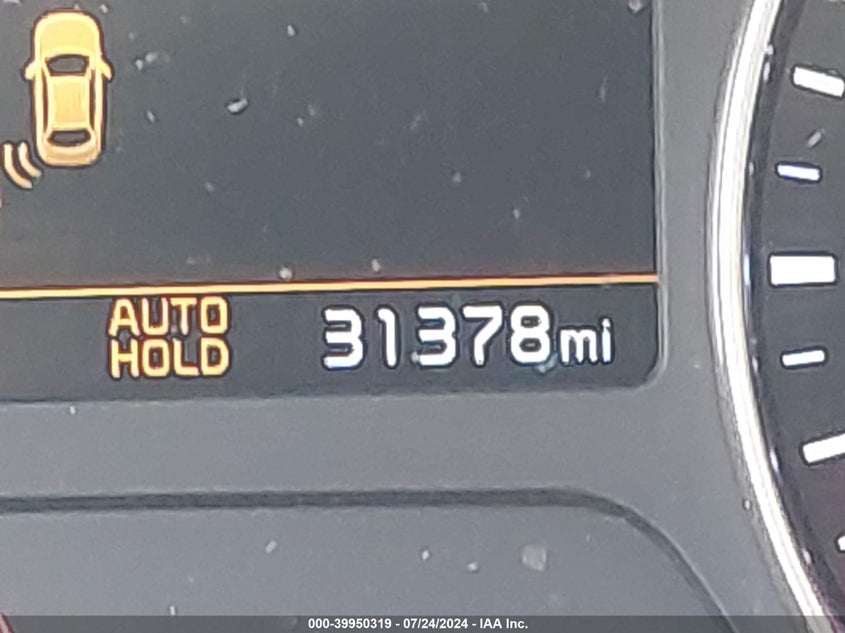 AUTO
HOLD
31378mi
000-39950319 - 07/24/2024 - IAA Inc.